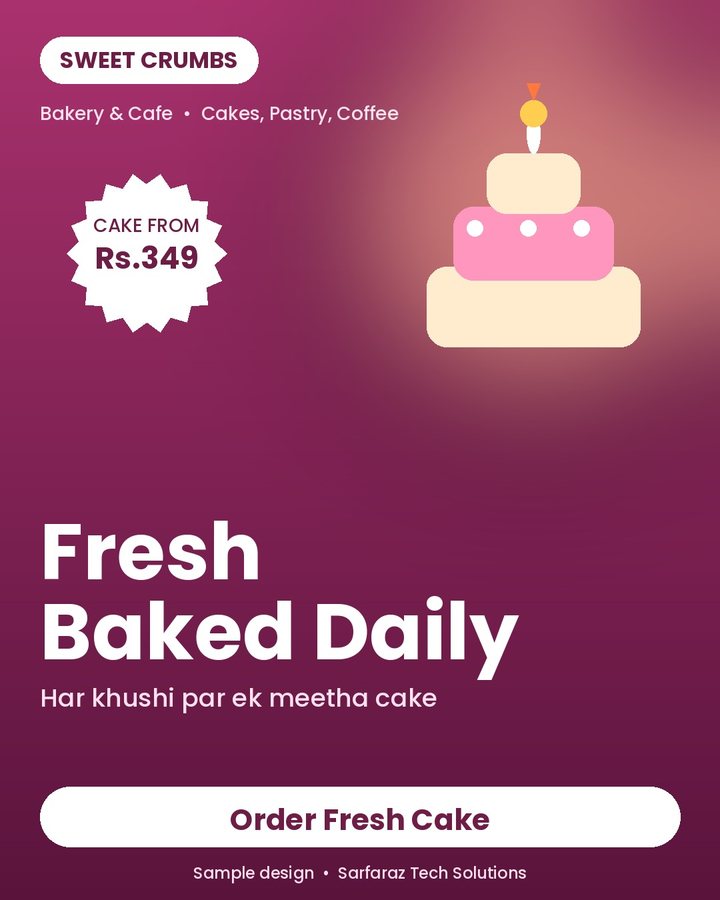 SWEET CRUMBS
Bakery & Cafe • Cakes, Pastry, Coffee
CAKE FROM
Rs.349
Fresh
Baked Daily
Har khushi par ek meetha cake
Order Fresh Cake
Sample design • Sarfaraz Tech Solutions